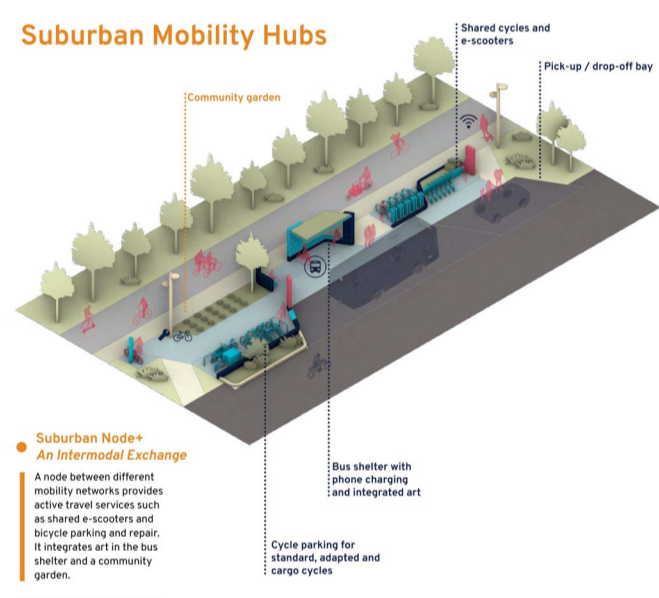 Suburban Mobility Hubs
Shared cycles and
e-scooters
Pick-up / drop-off bay
Community garden
Suburban Node+
An Intermodal Exchange
A node between different
mobility networks provides
active travel services such
as shared e-scooters and
bicycle parking and repair.
It integrates art in the bus
shelter and a community
garden.
Bus shelter with
phone charging
and integrated art
Cycle parking for
standard, adapted and
cargo cycles